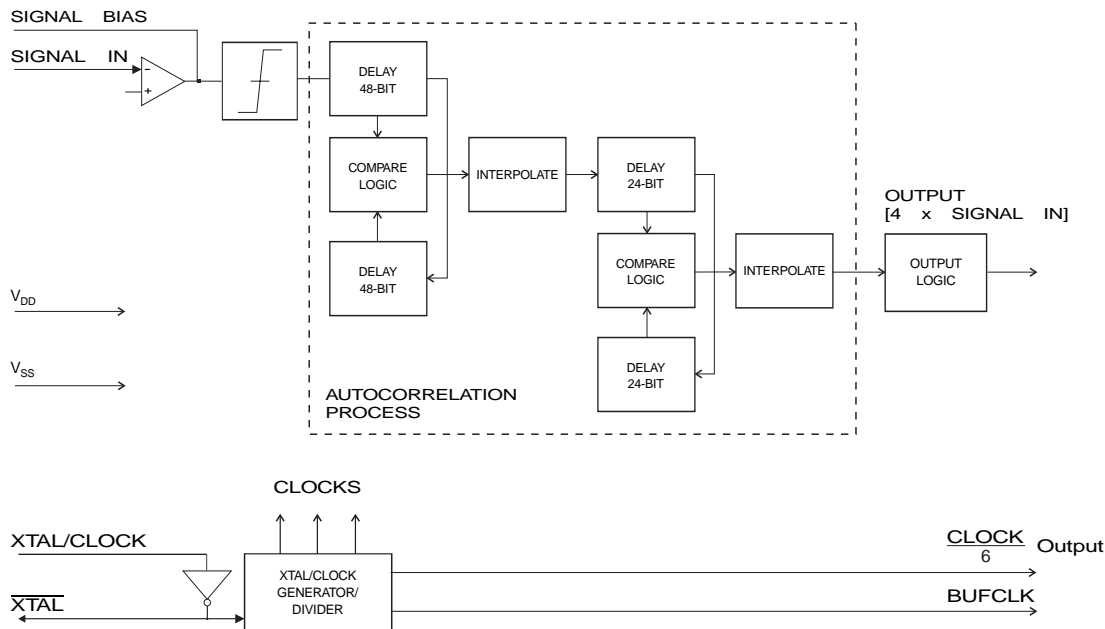 SIGNAL BIAS
SIGNAL IN
-
+
DELAY
48-BIT
COMPARE
LOGIC
DELAY
48-BIT
INTERPOLATE
DELAY
24-BIT
COMPARE
LOGIC
DELAY
24-BIT
INTERPOLATE
OUTPUT
[4 x SIGNAL IN]
OUTPUT
LOGIC
VDD
VSS
AUTOCORRELATION
PROCESS
CLOCKS
XTAL/CLOCK
XTAL
XTAL/CLOCK
GENERATOR/
DIVIDER
CLOCK
6
Output
BUFCLK